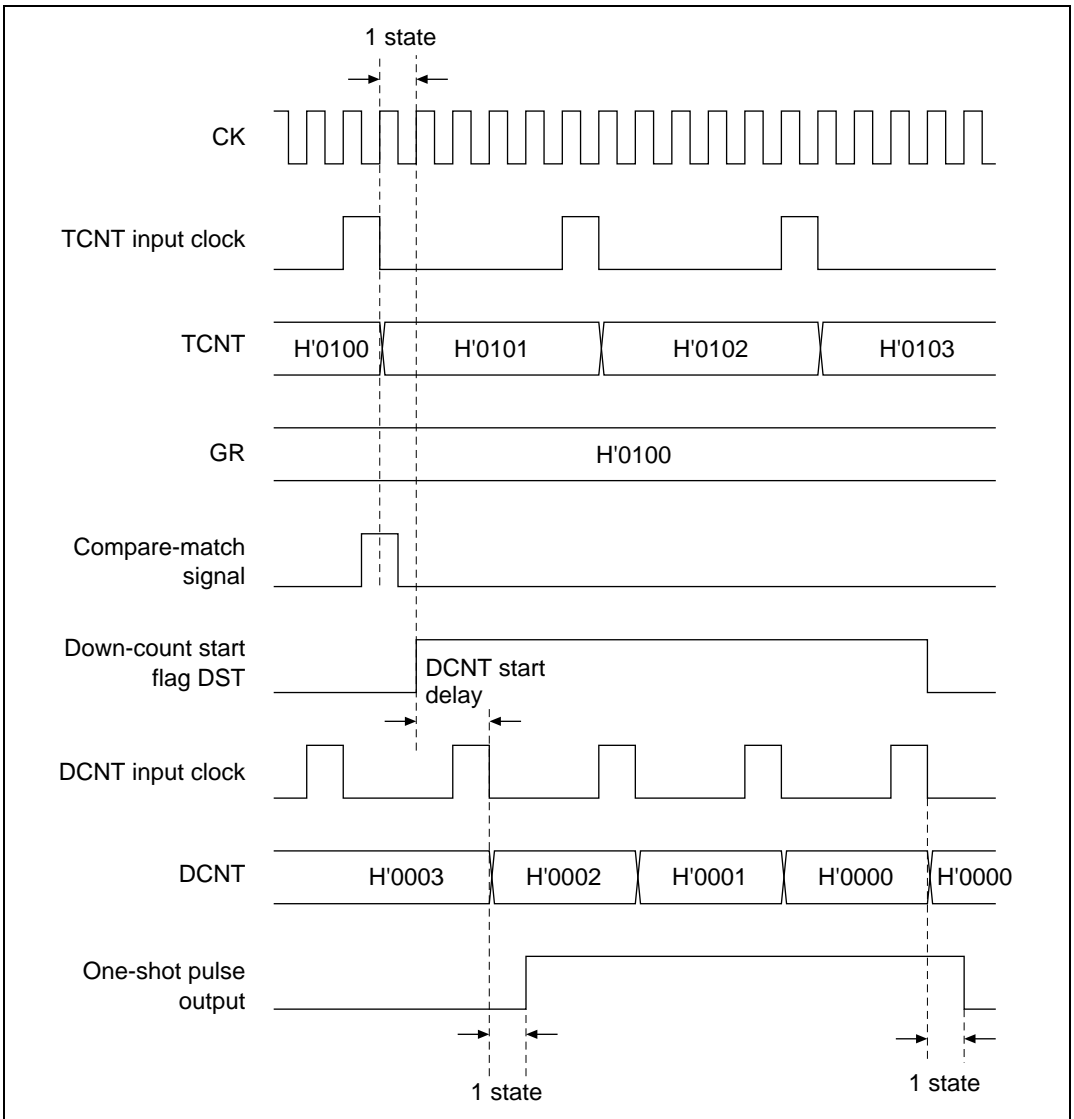 1 state
CK
TCNT input clock
TCNT
H'0100
H'0101
H'0102
H'0103
GR
H'0100
Compare-match
signal
Down-count start
flag DST
DCNT start
delay
DCNT input clock
DCNT
H'0003
H'0002
H'0001
H'0000
H'0000
One-shot pulse
output
1 state
1 state